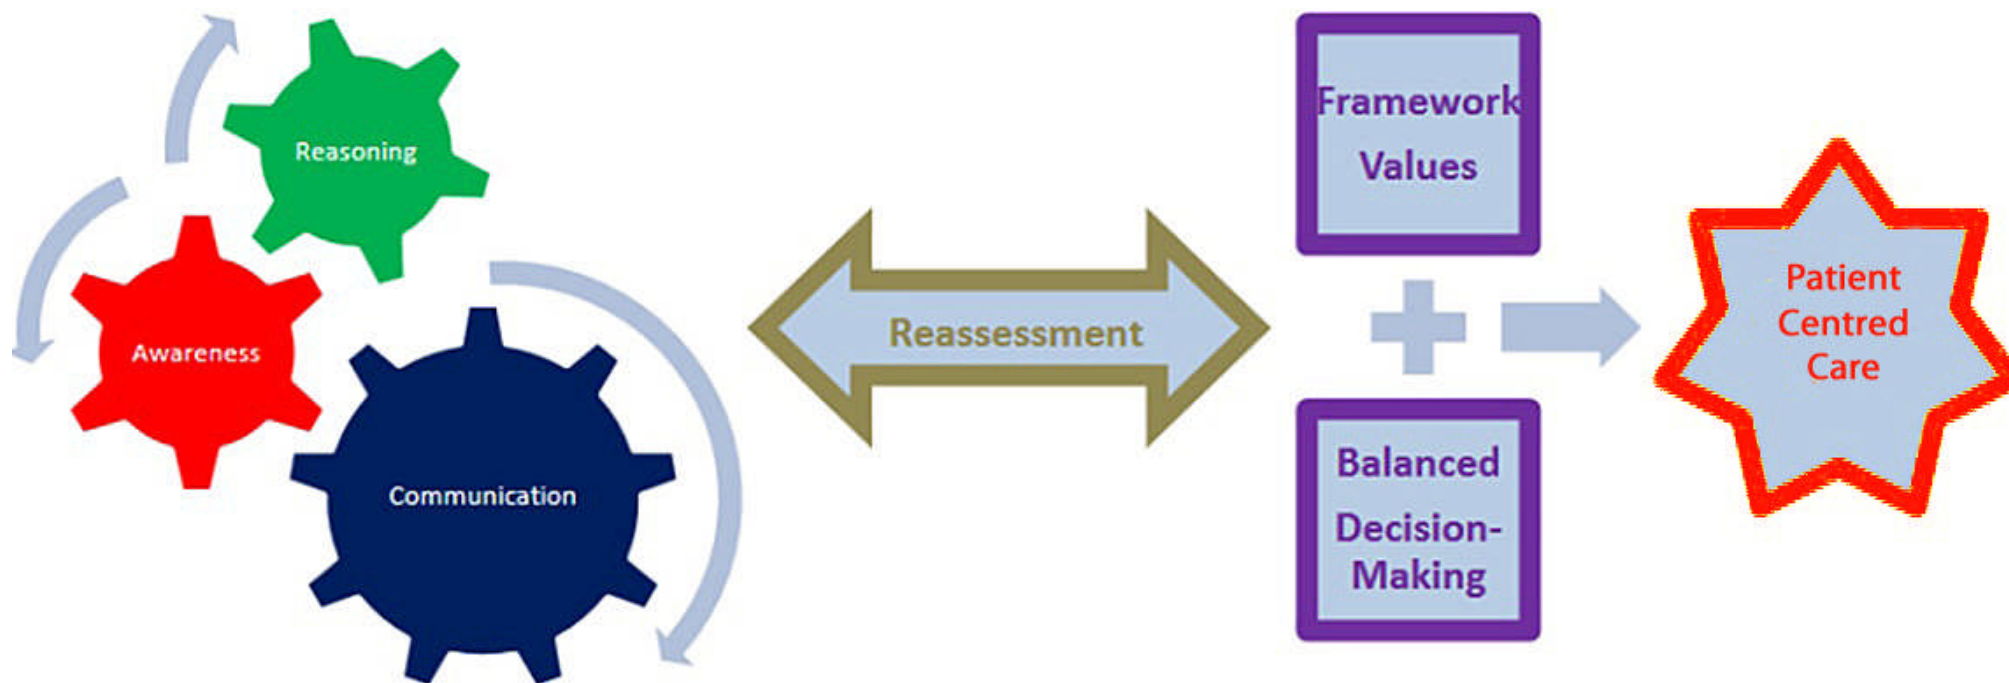 Reasoning
Awareness
Communication
Reassessment
Framework
Values
Balanced
Decision-
Making
Patient
Centred
Care